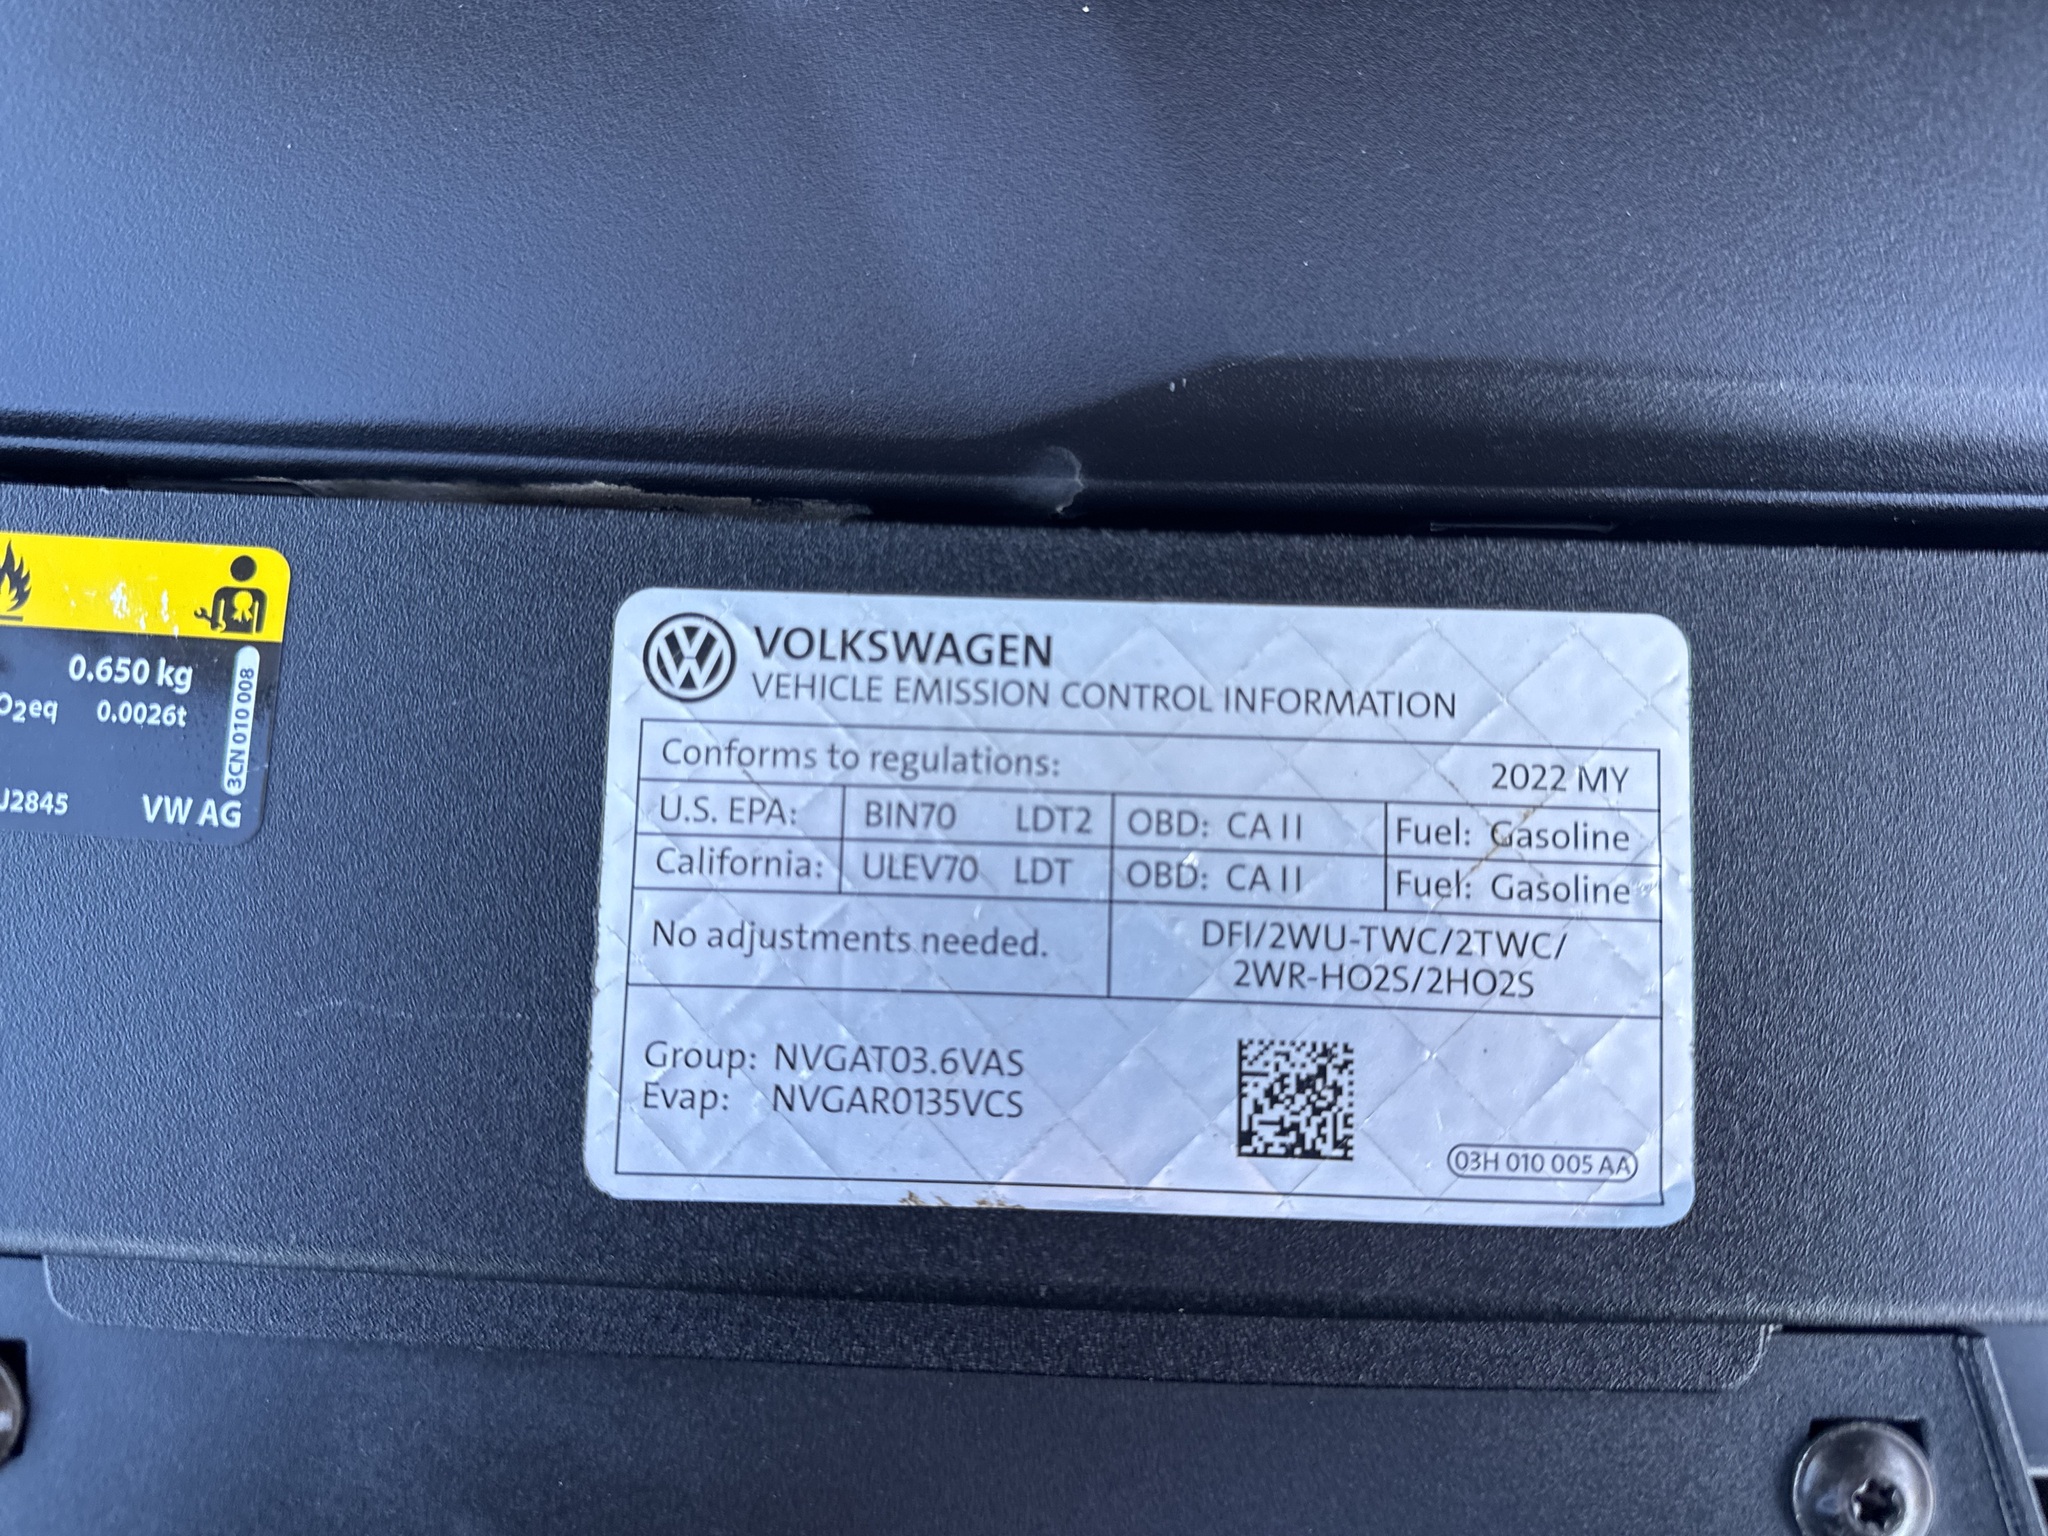 0.650 kg
O2eq 0.0026t
3CN 010 008
J2845 VW AG
VOLKSWAGEN
VEHICLE EMISSION CONTROL INFORMATION
Conforms to regulations: 2022 MY
U.S. EPA: BIN70 LDT2 OBD: CA II Fuel: Gasoline
California: ULEV70 LDT OBD: CA II Fuel: Gasoline
No adjustments needed. DFI/2WU-TWC/2TWC/
2WR-HO2S/2HO2S
Group: NVGAT03.6VAS
Evap: NVGAR0135VCS
03H 010 005 AA